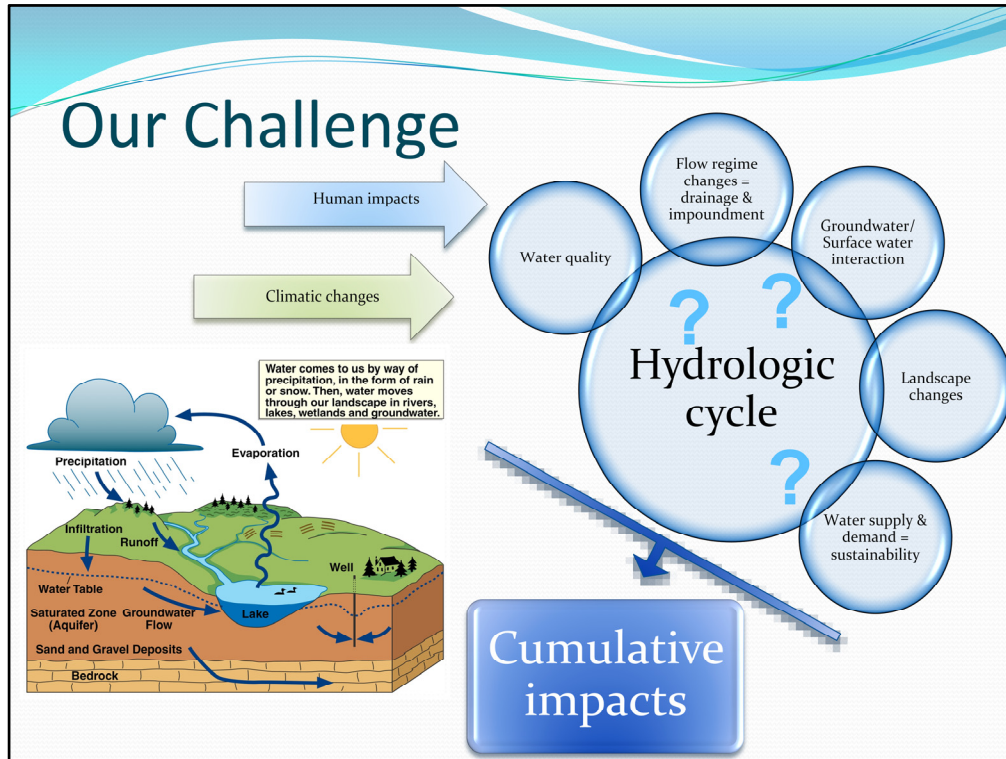 Our Challenge
Human impacts
Climatic changes
Water quality
Flow regime
changes =
drainage &
impoundment
Groundwater/
Surface water
interaction
Landscape
changes
Water supply &
demand =
sustainability
Hydrologic
cycle
?
?
?
Cumulative
impacts
Water comes to us by way of
precipitation, in the form of rain
or snow. Then, water moves
through our landscape in rivers,
lakes, wetlands and groundwater.
Precipitation
Evaporation
Infiltration
Runoff
Well
Water Table
Lake
Saturated Zone
(Aquifer)
Groundwater
Flow
Sand and Gravel Deposits
Bedrock